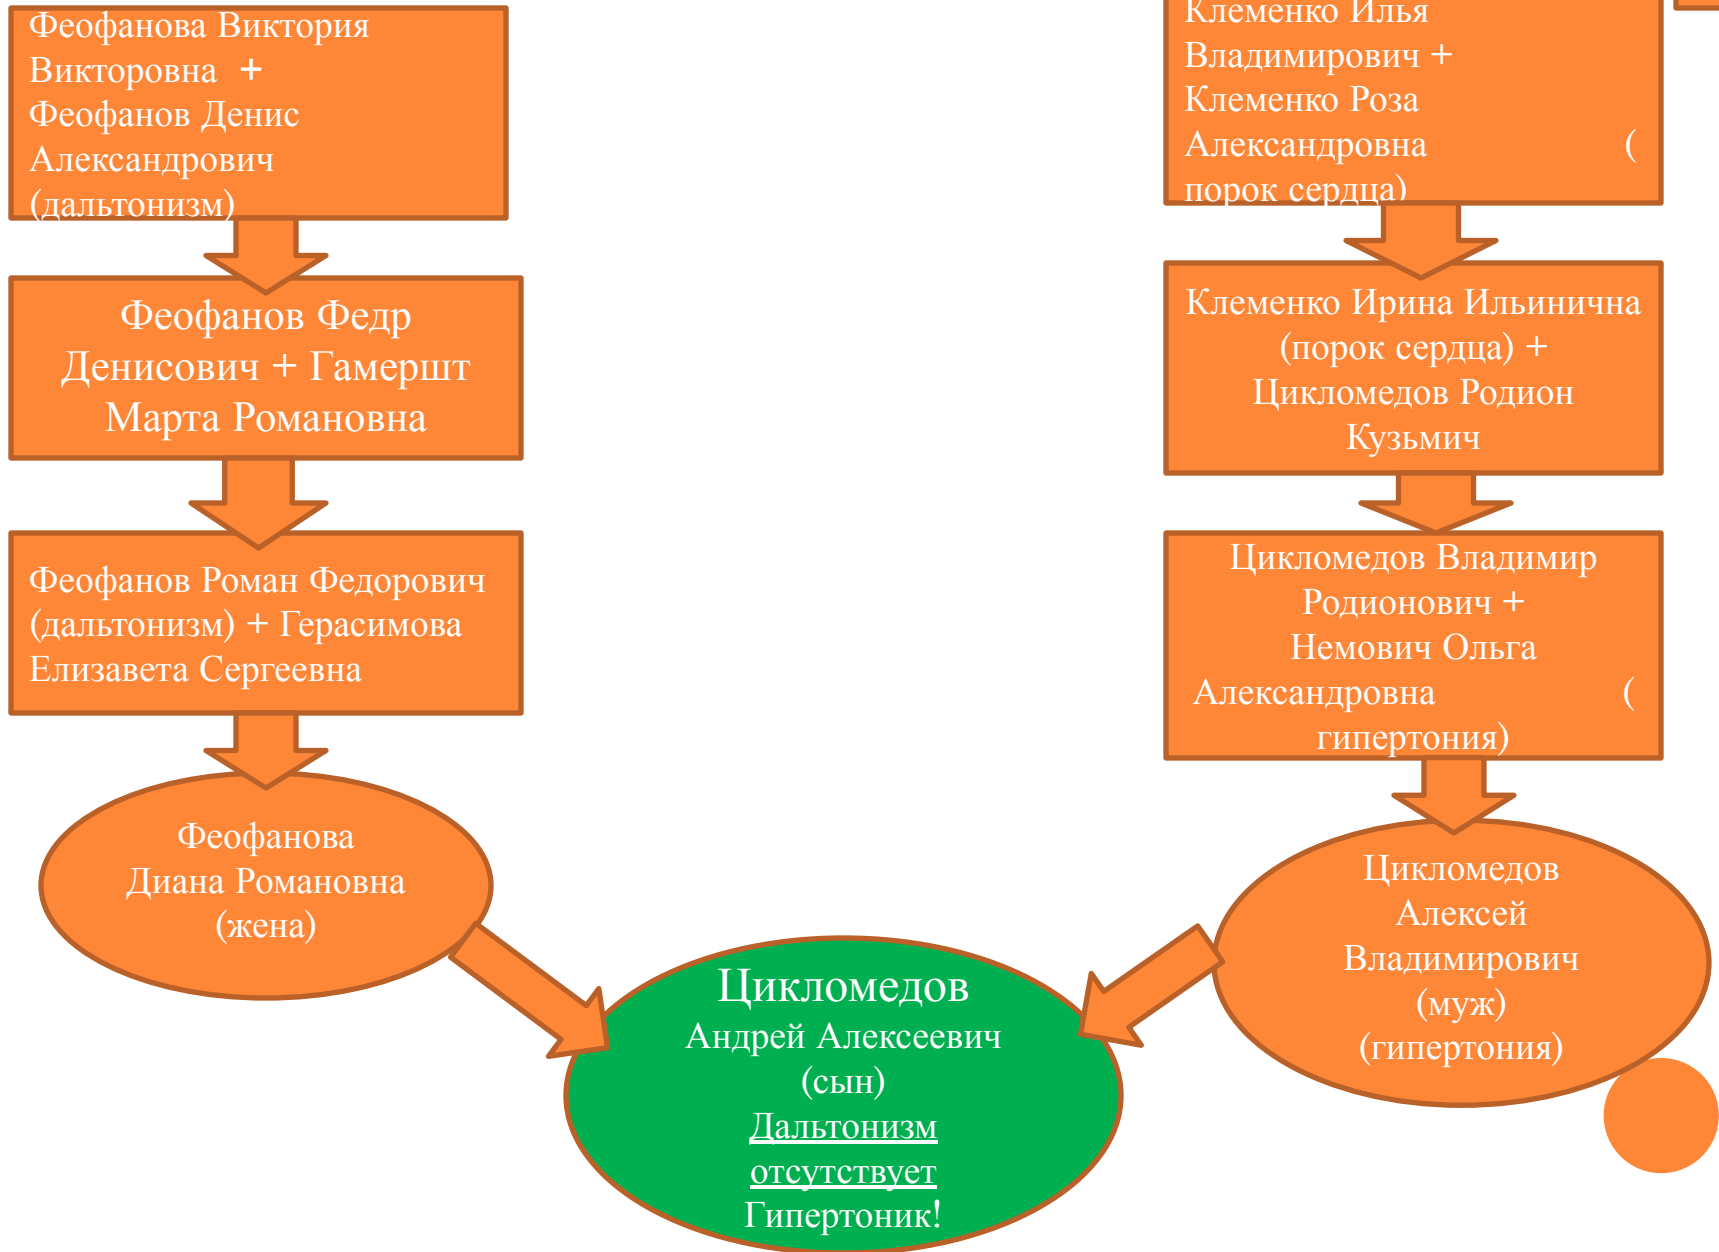 Феофанова Виктория
Викторовна +
Феофанов Денис
Александрович
(дальтонизм)
Феофанов Федр
Денисович + Гамершт
Марта Романовна
Феофанов Роман Федорович
(дальтонизм) + Герасимова
Елизавета Сергеевна
Феофанова
Диана Романовна
(жена)
Клеменко Илья
Владимирович +
Клеменко Роза
Александровна (
порок сердца)
Клеменко Ирина Ильинична
(порок сердца) +
Цикломедов Родион
Кузьмич
Цикломедов Владимир
Родионович +
Немович Ольга
Александровна (
гипертония)
Цикломедов
Алексей
Владимирович
(муж)
(гипертония)
Цикломедов
Андрей Алексеевич
(сын)
Дальтонизм
отсутствует
Гипертоник!